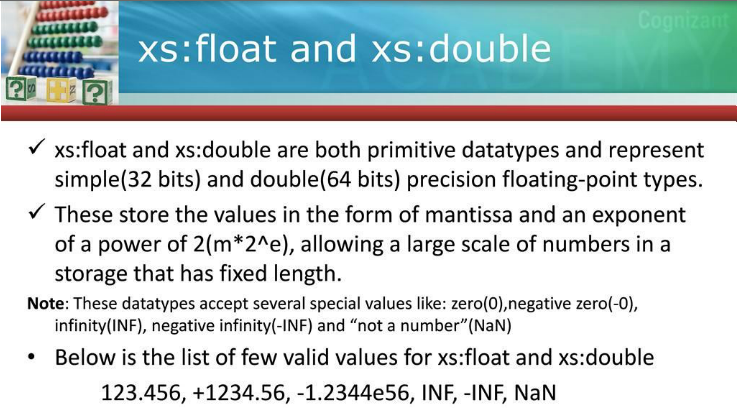 Cognizant
ACADEMY
xs:float and xs:double
✓ xs:float and xs:double are both primitive datatypes and represent
simple(32 bits) and double(64 bits) precision floating-point types.
✓ These store the values in the form of mantissa and an exponent
of a power of 2(m*2^e), allowing a large scale of numbers in a
storage that has fixed length.
Note: These datatypes accept several special values like: zero(0),negative zero(-0),
infinity(INF), negative infinity(-INF) and “not a number”(NaN)
• Below is the list of few valid values for xs:float and xs:double
123.456, +1234.56, -1.2344e56, INF, -INF, NaN